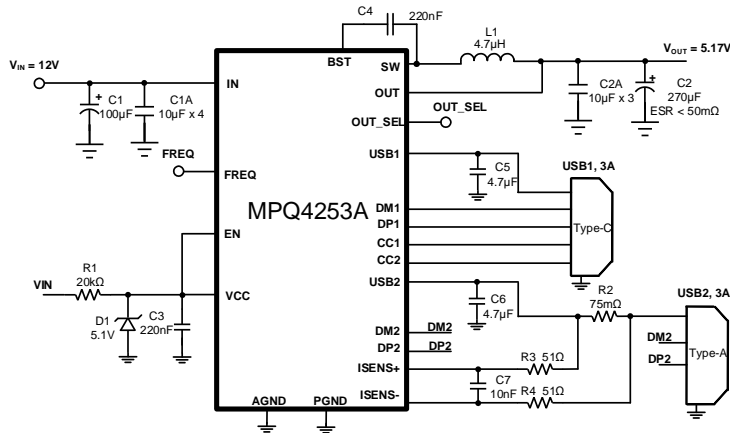 C4
220nF
L1
4.7µH
VIN = 12V
VOUT = 5.17V
BST
SW
IN
OUT
C1
100µF
C1A
10µF x 4
C2A
10µF x 3
C2
270µF
ESR < 50mΩ
OUT_SEL
OUT_SEL
FREQ
FREQ
USB1
C5
4.7µF
USB1, 3A
MPQ4253A
DM1
DP1
CC1
CC2
Type-C
EN
VIN
R1
20kΩ
VCC
USB2
R2
75mΩ
USB2, 3A
D1
5.1V
C3
220nF
C6
4.7µF
DM2
DM2
DP2
DP2
DM2
DP2
Type-A
ISENS+
R3 51Ω
C7
10nF
ISENS-
R4 51Ω
AGND
PGND